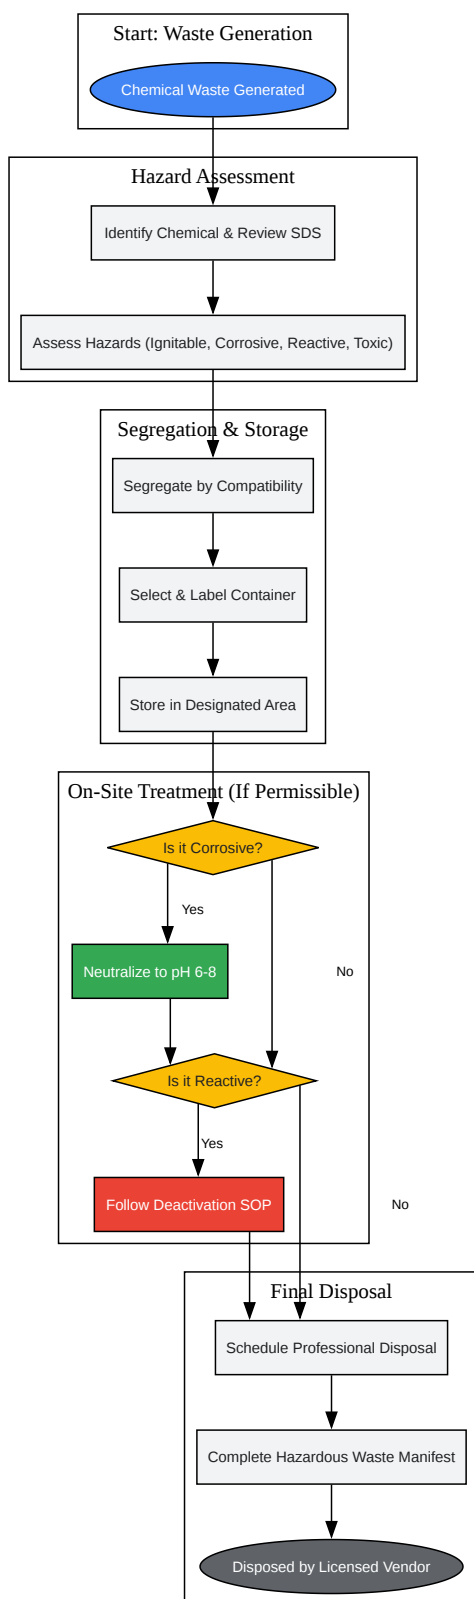 Start: Waste Generation
Chemical Waste Generated
Hazard Assessment
Identify Chemical & Review SDS
Assess Hazards (Ignitable, Corrosive, Reactive, Toxic)
Segregation & Storage
Segregate by Compatibility
Select & Label Container
Store in Designated Area
On-Site Treatment (If Permissible)
Is it Corrosive?
Yes
Neutralize to pH 6-8
No
Is it Reactive?
Yes
Follow Deactivation SOP
No
Final Disposal
Schedule Professional Disposal
Complete Hazardous Waste Manifest
Disposed by Licensed Vendor